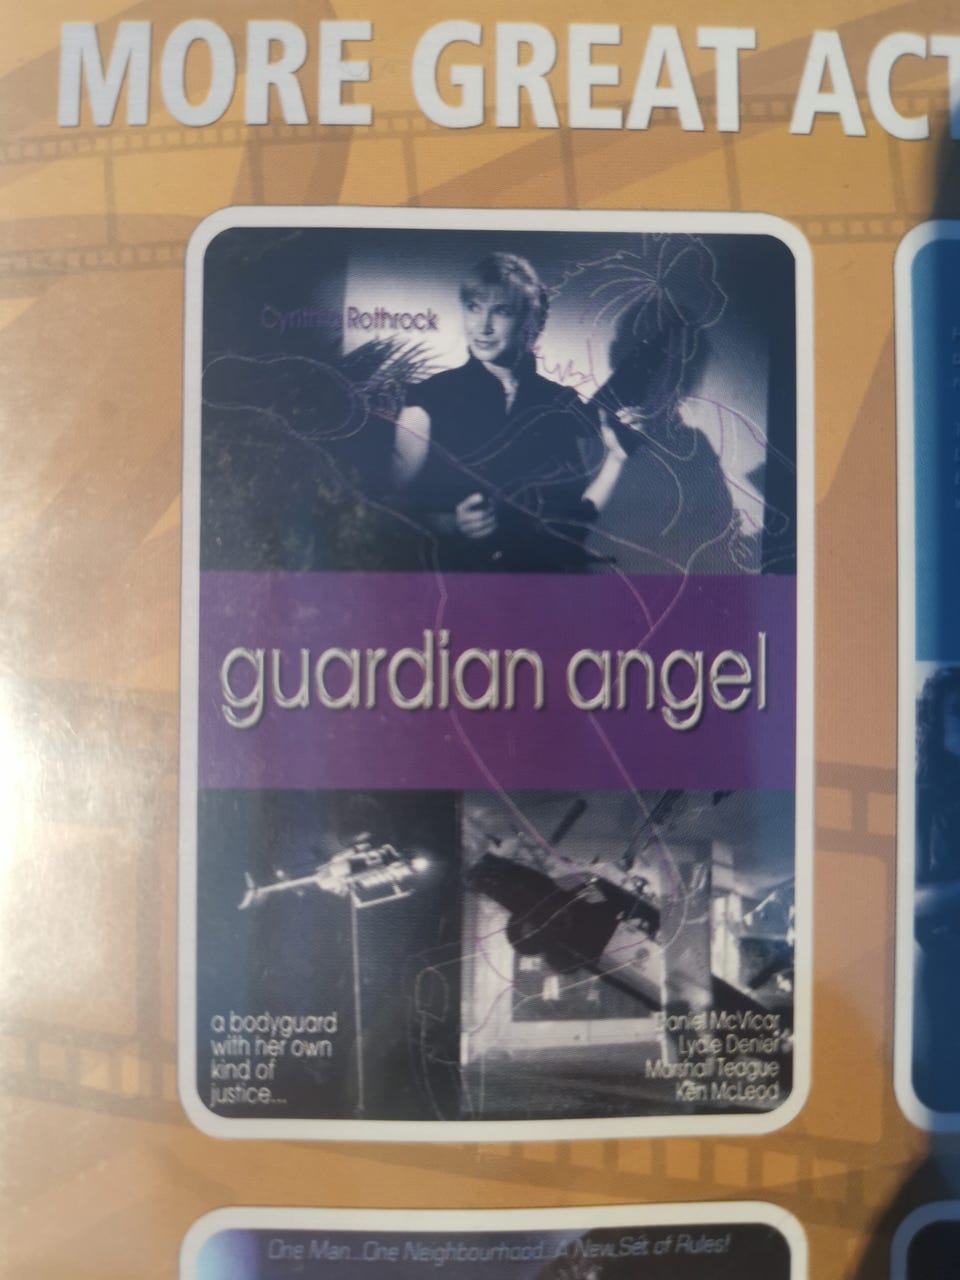 MORE GREAT ACT
Cynthia Rothrock
guardian angel
a bodyguard
with her own
kind of
justice...
Daniel McVicar
Lydie Denier
Marshall Teague
Ken McLeod
One Man...One Neighbourhood...A New Set of Rules!